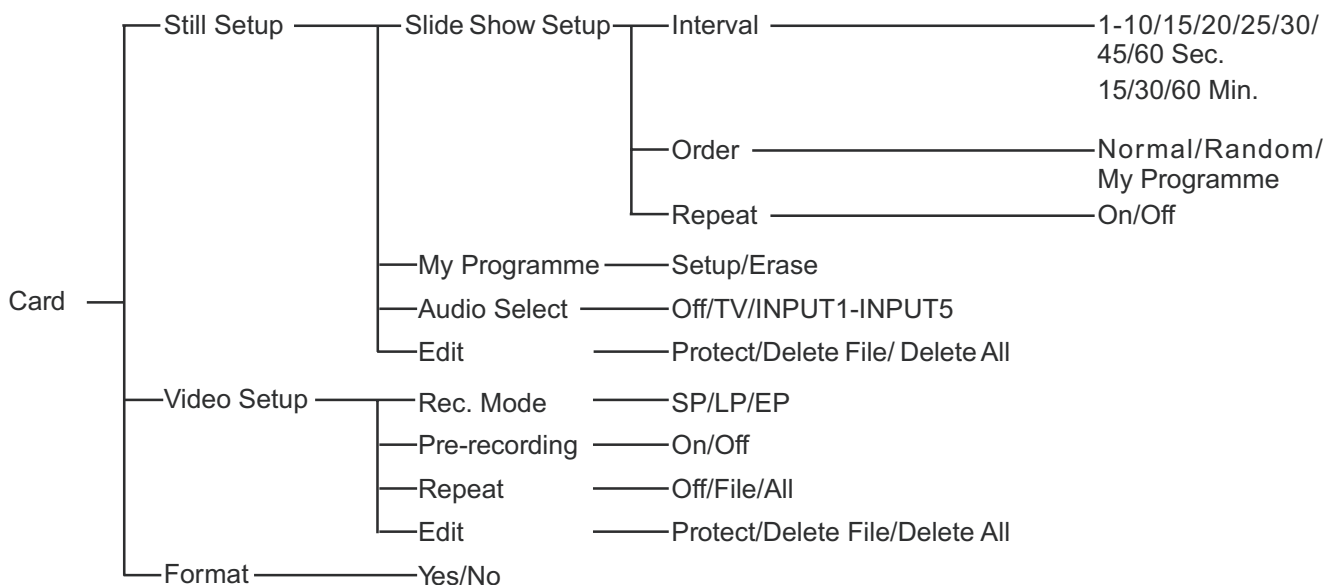 Still Setup Slide Show Setup Interval 1-10/15/20/25/30/
45/60 Sec.
15/30/60 Min.
Order Normal/Random/
My Programme
Repeat On/Off
My Programme Setup/Erase
Card
Audio Select Off/TV/INPUT1-INPUT5
Edit Protect/Delete File/ Delete All
Video Setup Rec. Mode SP/LP/EP
Pre-recording On/Off
Repeat Off/File/All
Edit Protect/Delete File/Delete All
Format Yes/No